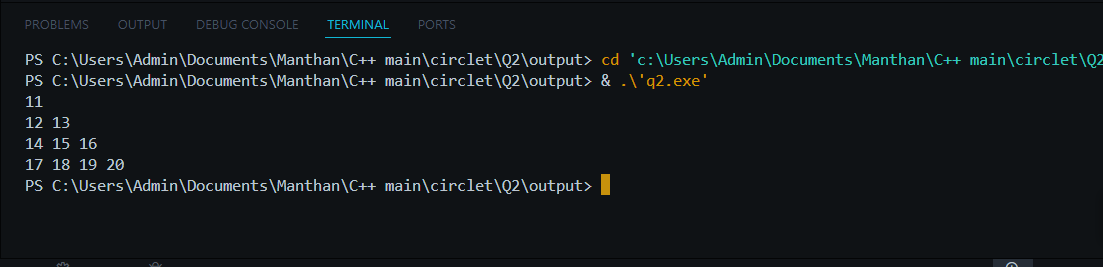 PROBLEMS OUTPUT DEBUG CONSOLE TERMINAL PORTS
PS C:\Users\Admin\Documents\Manthan\C++ main\circlet\Q2\output> cd 'c:\Users\Admin\Documents\Manthan\C++ main\circlet\Q2
PS C:\Users\Admin\Documents\Manthan\C++ main\circlet\Q2\output> & .\'q2.exe'
11
12 13
14 15 16
17 18 19 20
PS C:\Users\Admin\Documents\Manthan\C++ main\circlet\Q2\output>